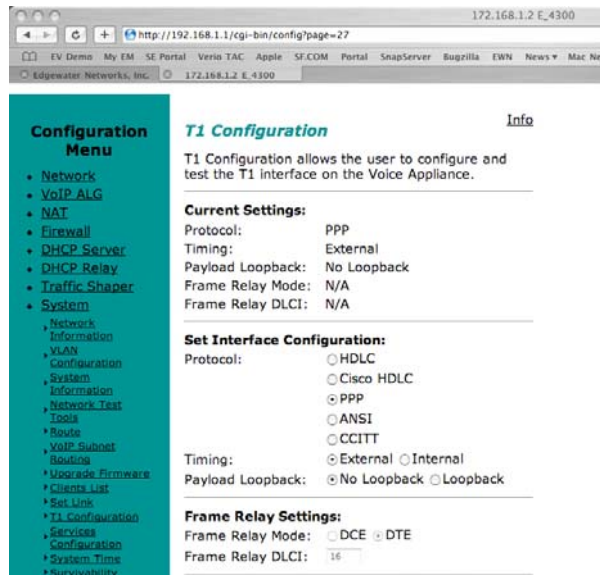 172.168.1.2 E_4300
http://192.168.1.1/cgi-bin/config?page=27
EV Demo My EM SE Portal Verio TAC Apple SF.COM Portal SnapServer Bugzilla EWN News Mac Ne
Edgewater Networks, Inc. 172.168.1.2 E_4300
Configuration Menu
Network
VoIP ALG
NAT
Firewall
DHCP Server
DHCP Relay
Traffic Shaper
System
Network Information
VLAN Configuration
System Information
Network Test Tools
Route
VoIP Subnet Routing
Upgrade Firmware
Clients List
Set Link
T1 Configuration
Services Configuration
System Time
Survivability
T1 Configuration
Info
T1 Configuration allows the user to configure and
test the T1 interface on the Voice Appliance.
Current Settings:
Protocol: PPP
Timing: External
Payload Loopback: No Loopback
Frame Relay Mode: N/A
Frame Relay DLCI: N/A
Set Interface Configuration:
Protocol: HDLC
Cisco HDLC
PPP
ANSI
CCITT
Timing: External Internal
Payload Loopback: No Loopback Loopback
Frame Relay Settings:
Frame Relay Mode: DCE DTE
Frame Relay DLCI: 16